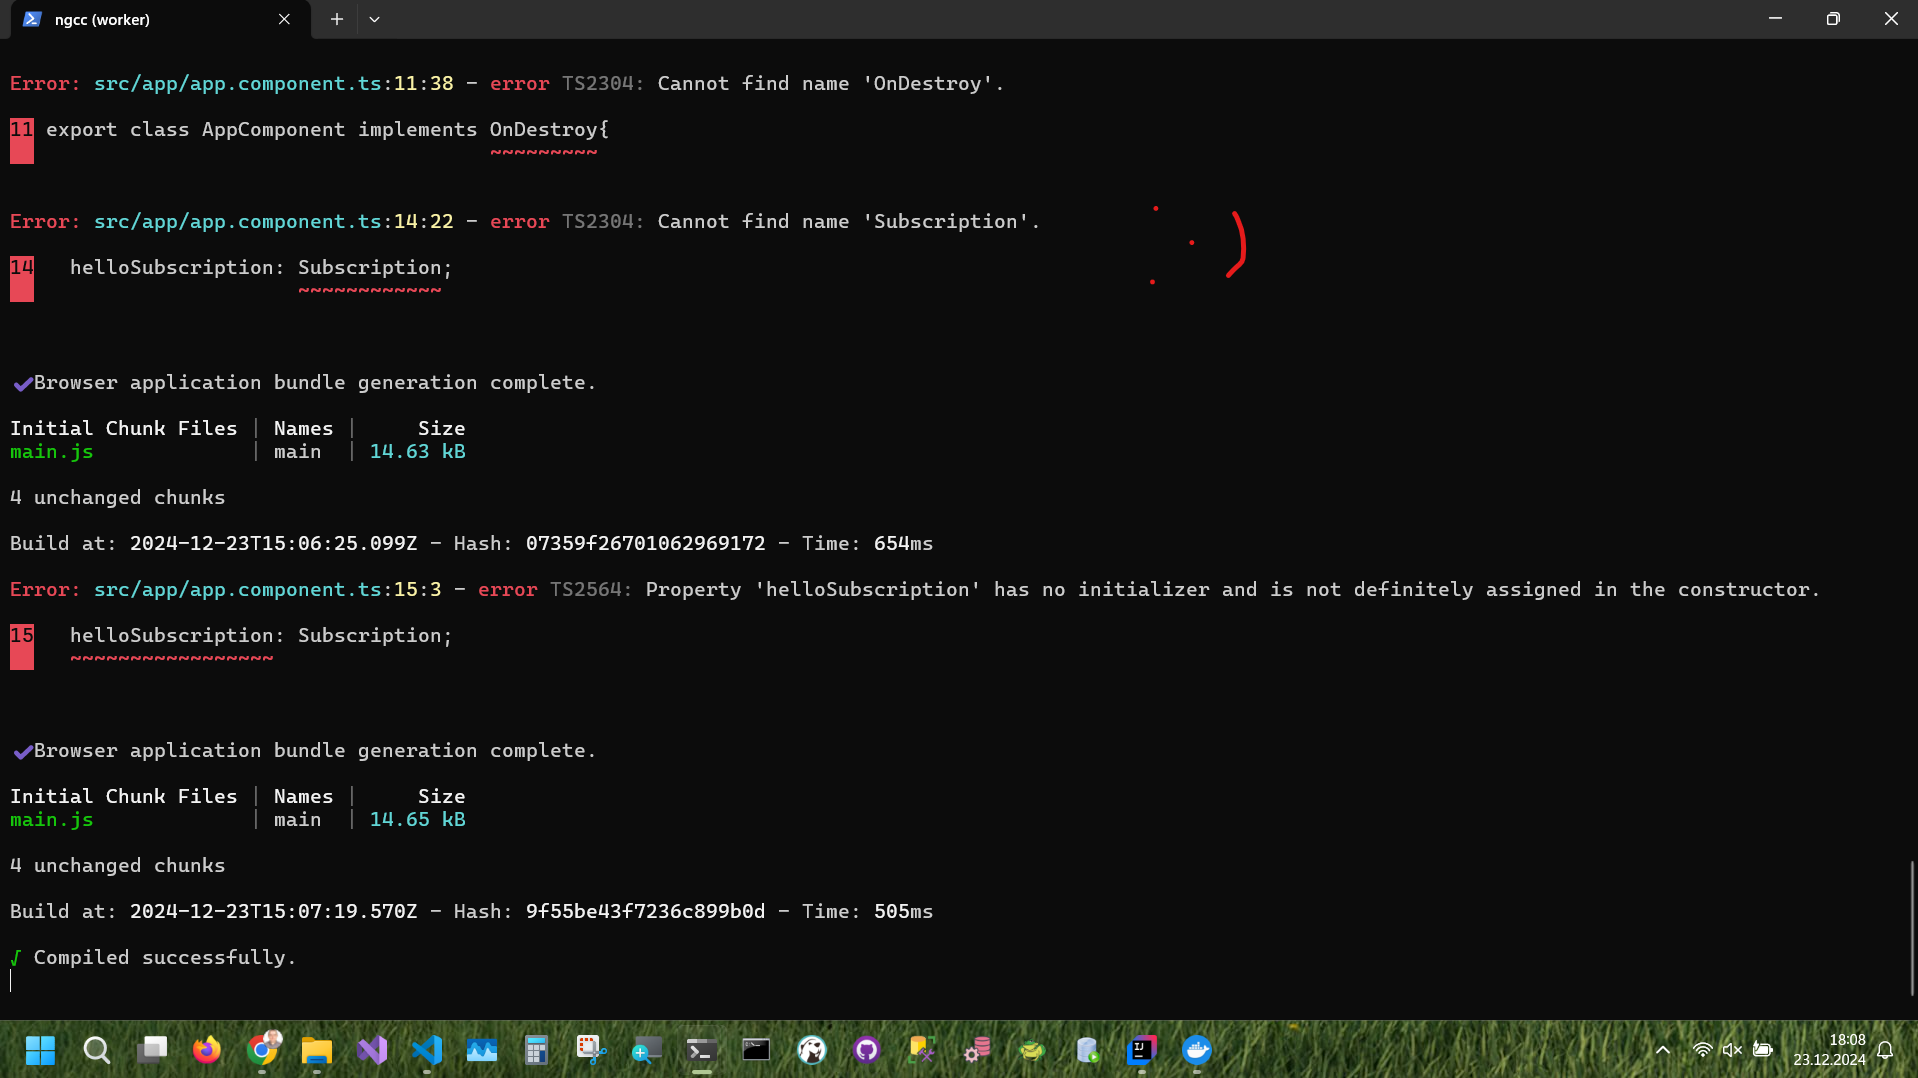 ngcc (worker)
Error: src/app/app.component.ts:11:38 - error TS2304: Cannot find name 'OnDestroy'.
11 export class AppComponent implements OnDestroy{
~~~~~~~~~
Error: src/app/app.component.ts:14:22 - error TS2304: Cannot find name 'Subscription'.
14   helloSubscription: Subscription;
~~~~~~~~~~~~
Browser application bundle generation complete.
Initial Chunk Files | Names |     Size
main.js             | main  | 14.63 kB
4 unchanged chunks
Build at: 2024-12-23T15:06:25.099Z - Hash: 07359f26701062969172 - Time: 654ms
Error: src/app/app.component.ts:15:3 - error TS2564: Property 'helloSubscription' has no initializer and is not definitely assigned in the constructor.
15   helloSubscription: Subscription;
~~~~~~~~~~~~~~~~~
Browser application bundle generation complete.
Initial Chunk Files | Names |     Size
main.js             | main  | 14.65 kB
4 unchanged chunks
Build at: 2024-12-23T15:07:19.570Z - Hash: 9f55be43f7236c899b0d - Time: 505ms
√ Compiled successfully.
18:08
23.12.2024